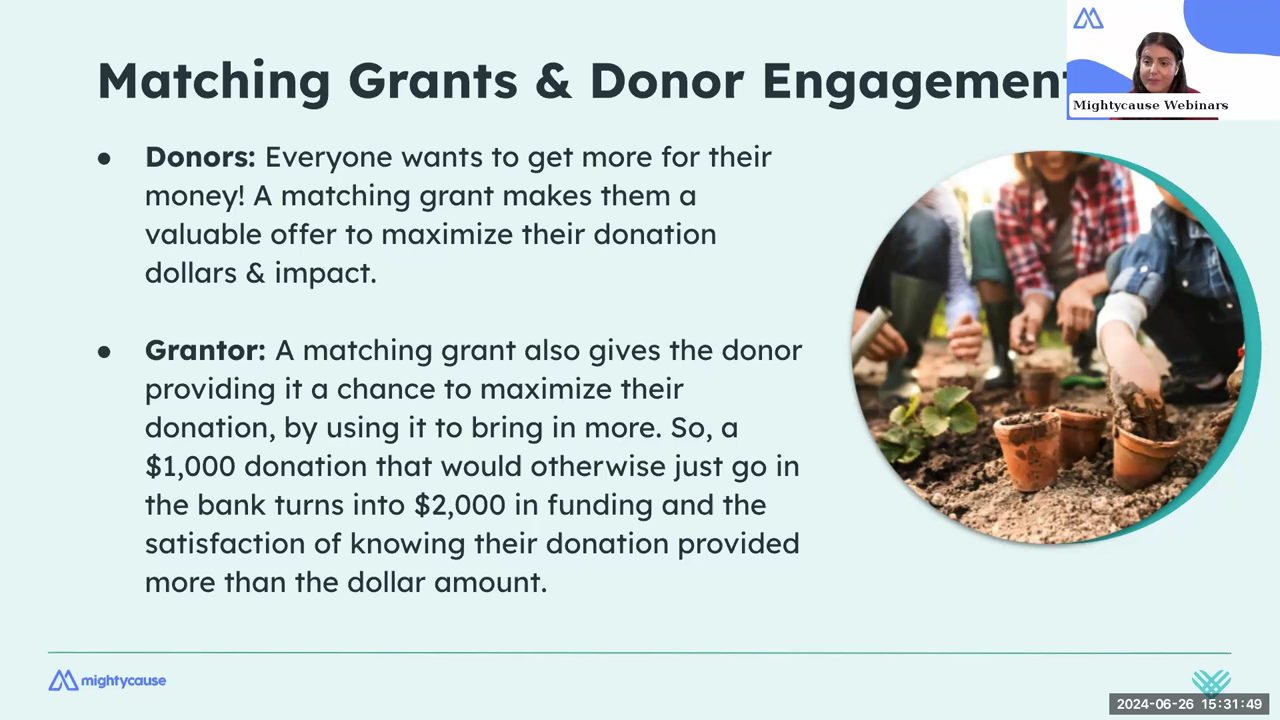 Matching Grants & Donor Engagement
Mightycause Webinars
● Donors: Everyone wants to get more for their
money! A matching grant makes them a
valuable offer to maximize their donation
dollars & impact.
● Grantor: A matching grant also gives the donor
providing it a chance to maximize their
donation, by using it to bring in more. So, a
$1,000 donation that would otherwise just go in
the bank turns into $2,000 in funding and the
satisfaction of knowing their donation provided
more than the dollar amount.
mightycause
2024-06-26 15:31:49